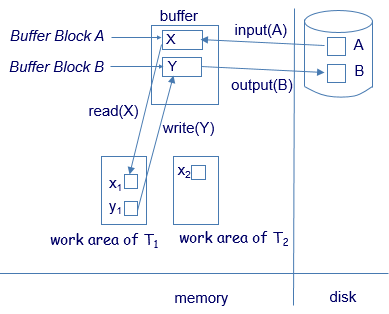 buffer
Buffer Block A
X
input(A)
A
Buffer Block B
Y
B
output(B)
read(X)
write(Y)
x1
x2
y1
work area of T1
work area of T2
memory
disk